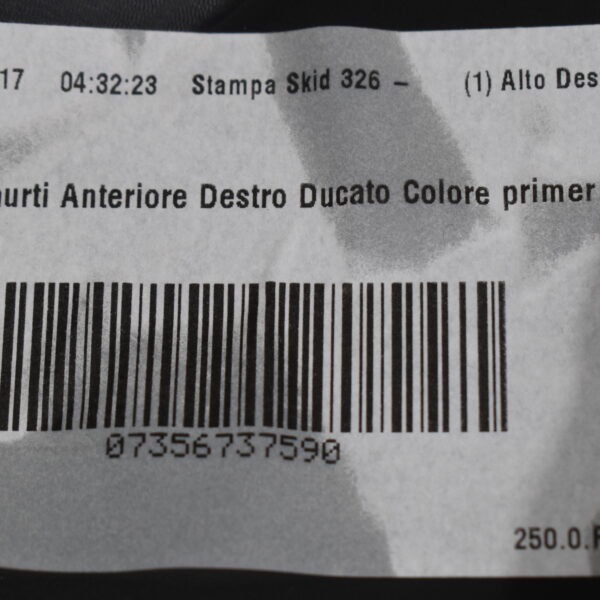 17 04:32:23 Stampa Skid 326 – (1) Alto Des
urti Anteriore Destro Ducato Colore primer
07356737590
250.0.F